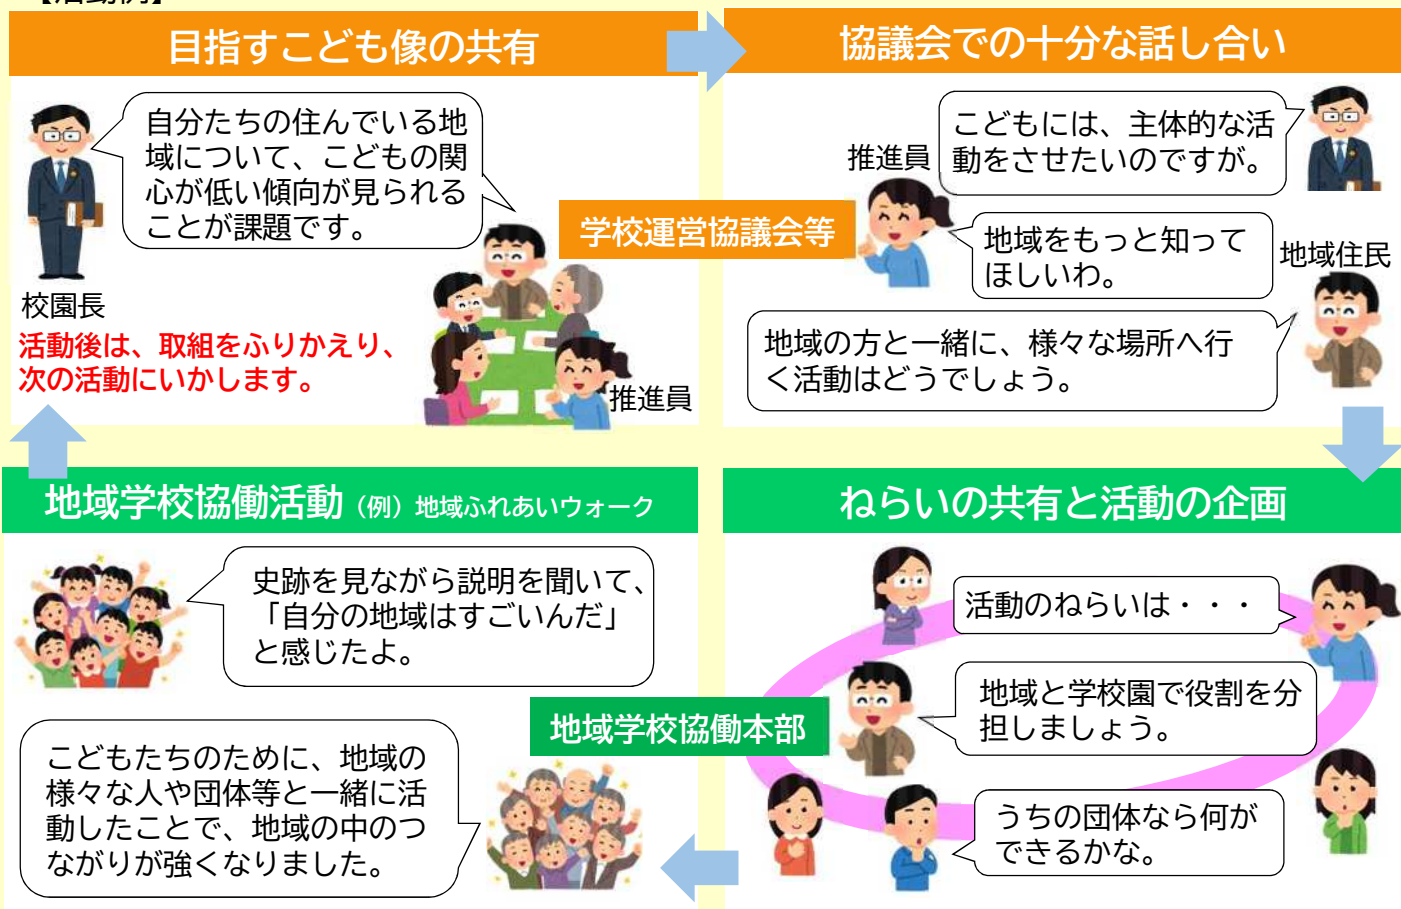 【活動例】
目指すこども像の共有
自分たちの住んでいる地
域について、こどもの関
心が低い傾向が見られる
ことが課題です。
校園長
活動後は、取組をふりかえり、
次の活動にいかします。
推進員
学校運営協議会等
協議会での十分な話し合い
こどもには、主体的な活
動をさせたいのですが。
推進員
地域をもっと知って
ほしいわ。
地域住民
地域の方と一緒に、様々な場所へ行
く活動はどうでしょう。
ねらいの共有と活動の企画
活動のねらいは・・・
地域と学校園で役割を分
担しましょう。
うちの団体なら何が
できるかな。
地域学校協働本部
地域学校協働活動（例）地域ふれあいウォーク
史跡を見ながら説明を聞いて、
「自分の地域はすごいんだ」
と感じたよ。
こどもたちのために、地域の
様々な人や団体等と一緒に活
動したことで、地域の中のつ
ながりが強くなりました。